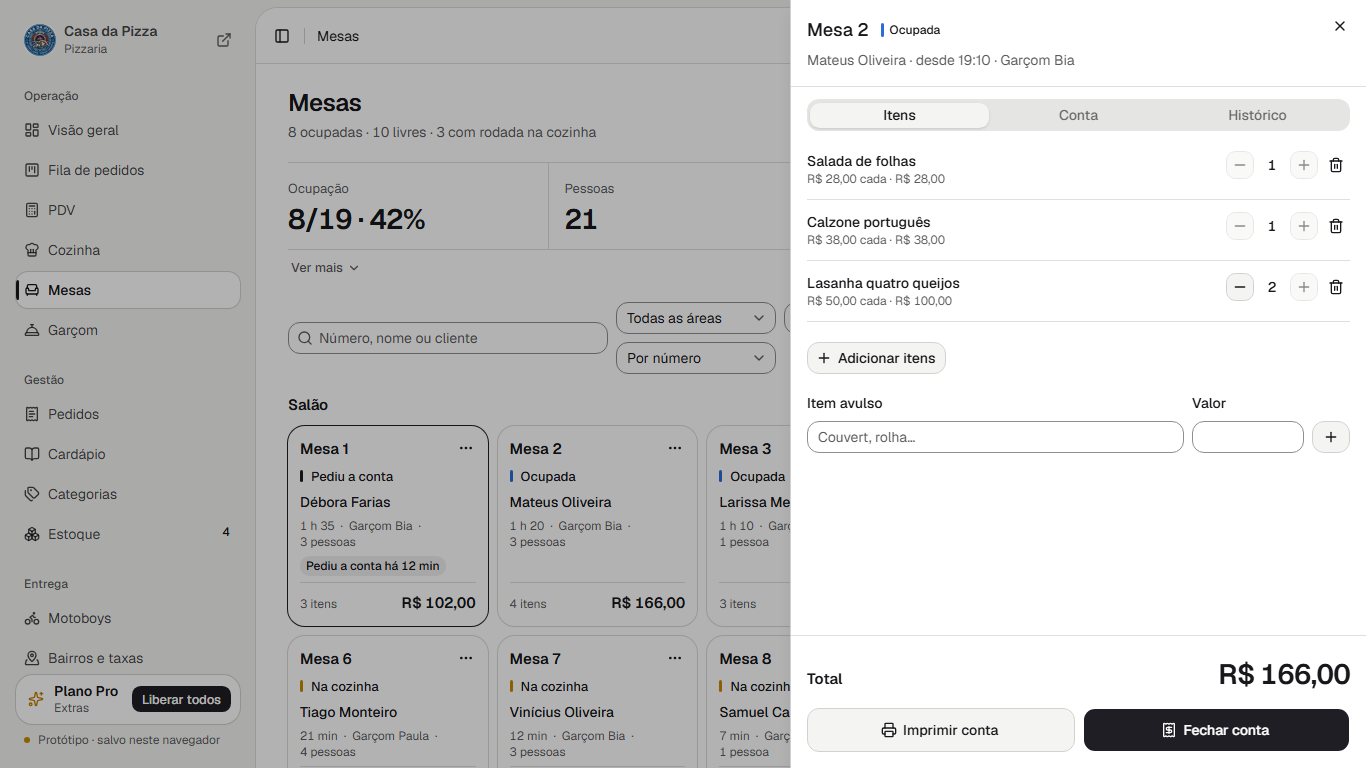 Casa da Pizza
Pizzaria
Operação
Visão geral
Fila de pedidos
PDV
Cozinha
Mesas
Garçom
Gestão
Pedidos
Cardápio
Categorias
Estoque 4
Entrega
Motoboys
Bairros e taxas
Plano Pro
Extras
Liberar todos
Protótipo · salvo neste navegador
Mesas
Mesas
8 ocupadas · 10 livres · 3 com rodada na cozinha
Ocupação
8/19 · 42%
Pessoas
21
Ver mais
Número, nome ou cliente
Todas as áreas
Por número
Salão
Mesa 1 ...
Pediu a conta
Débora Farias
1 h 35 · Garçom Bia ·
3 pessoas
Pediu a conta há 12 min
3 itens R$ 102,00
Mesa 2 ...
Ocupada
Mateus Oliveira
1 h 20 · Garçom Bia ·
3 pessoas
4 itens R$ 166,00
Mesa 3
Ocupada
Larissa Me
1 h 10 · Garç
1 pessoa
3 itens
Mesa 6 ...
Na cozinha
Tiago Monteiro
21 min · Garçom Paula ·
4 pessoas
Mesa 7 ...
Na cozinha
Vinícius Oliveira
12 min · Garçom Bia ·
3 pessoas
Mesa 8
Na cozinh
Samuel Ca
7 min · Garç
1 pessoa
Mesa 2 Ocupada
Mateus Oliveira · desde 19:10 · Garçom Bia
Itens Conta Histórico
Salada de folhas
R$ 28,00 cada · R$ 28,00
1
Calzone português
R$ 38,00 cada · R$ 38,00
1
Lasanha quatro queijos
R$ 50,00 cada · R$ 100,00
2
Adicionar itens
Item avulso Valor
Couvert, rolha…
Total R$ 166,00
Imprimir conta Fechar conta